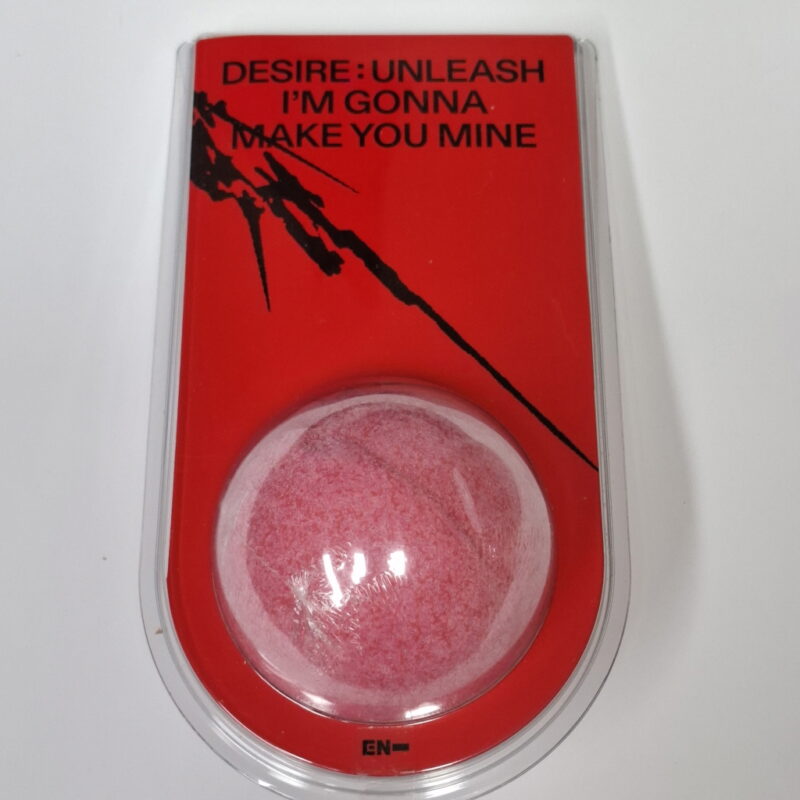 DESIRE : UNLEASH
I'M GONNA
MAKE YOU MINE
EN-